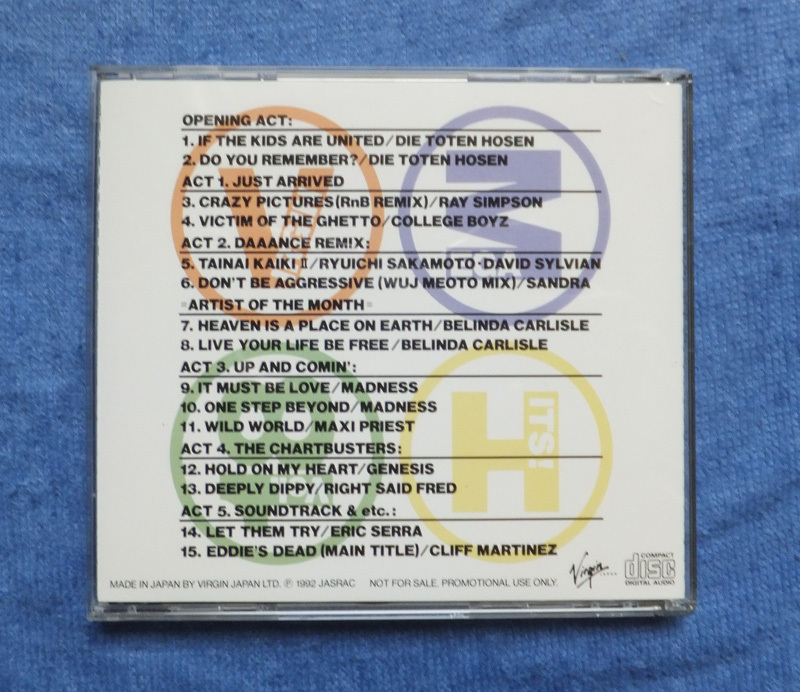 OPENING ACT:
1. IF THE KIDS ARE UNITED/DIE TOTEN HOSEN
2. DO YOU REMEMBER?/DIE TOTEN HOSEN
ACT 1. JUST ARRIVED
3. CRAZY PICTURES(RnB REMIX)/RAY SIMPSON
4. VICTIM OF THE GHETTO/COLLEGE BOYZ
ACT 2. DAAANCE REMIX:
5. TAINAI KAIKI II/RYUICHI SAKAMOTO·DAVID SYLVIAN
6. DON'T BE AGGRESSIVE (WUJ MEOTO MIX)/SANDRA
ARTIST OF THE MONTH
7. HEAVEN IS A PLACE ON EARTH/BELINDA CARLISLE
8. LIVE YOUR LIFE BE FREE/BELINDA CARLISLE
ACT 3. UP AND COMIN':
9. IT MUST BE LOVE/MADNESS
10. ONE STEP BEYOND/MADNESS
11. WILD WORLD/MAXI PRIEST
ACT 4. THE CHARTBUSTERS:
12. HOLD ON MY HEART/GENESIS
13. DEEPLY DIPPY/RIGHT SAID FRED
ACT 5. SOUNDTRACK & etc.:
14. LET THEM TRY/ERIC SERRA
15. EDDIE'S DEAD (MAIN TITLE)/CLIFF MARTINEZ
H ITS!
MADE IN JAPAN BY VIRGIN JAPAN LTD. ℗ 1992 JASRAC NOT FOR SALE. PROMOTIONAL USE ONLY.
Virgin
COMPACT
disc
DIGITAL AUDIO